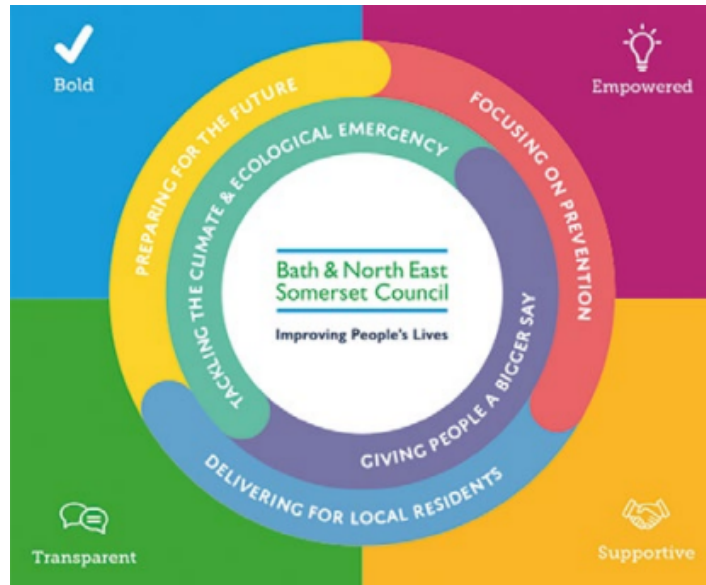 Bold
Empowered
PREPARING FOR THE FUTURE
FOCUSING ON PREVENTION
TACKLING THE CLIMATE & ECOLOGICAL EMERGENCY
Bath & North East
Somerset Council
Improving People's Lives
GIVING PEOPLE A BIGGER SAY
DELIVERING FOR LOCAL RESIDENTS
Transparent
Supportive